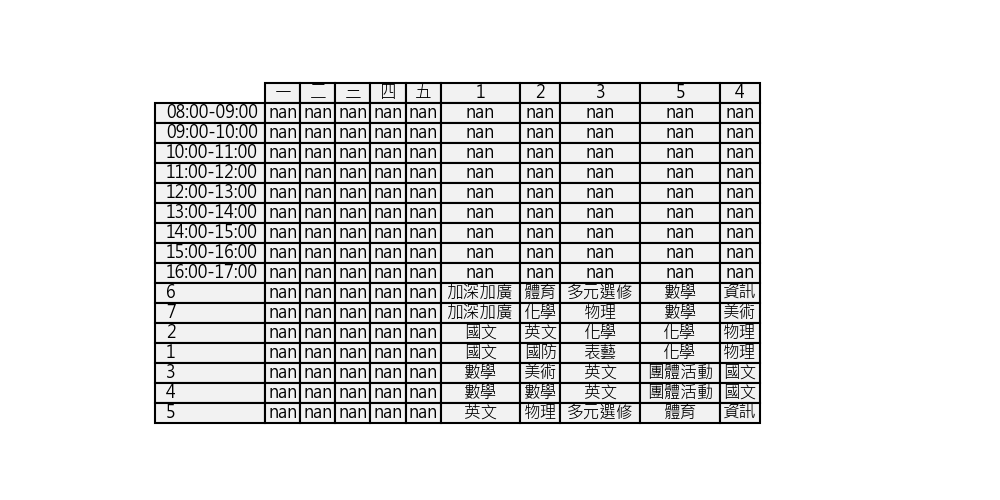 一 二 三 四 五 1 2 3 5 4
08:00-09:00 nan nan nan nan nan nan nan nan nan nan
09:00-10:00 nan nan nan nan nan nan nan nan nan nan
10:00-11:00 nan nan nan nan nan nan nan nan nan nan
11:00-12:00 nan nan nan nan nan nan nan nan nan nan
12:00-13:00 nan nan nan nan nan nan nan nan nan nan
13:00-14:00 nan nan nan nan nan nan nan nan nan nan
14:00-15:00 nan nan nan nan nan nan nan nan nan nan
15:00-16:00 nan nan nan nan nan nan nan nan nan nan
16:00-17:00 nan nan nan nan nan nan nan nan nan nan
6 nan nan nan nan nan 加深加廣 體育 多元選修 數學 資訊
7 nan nan nan nan nan 加深加廣 化學 物理 數學 美術
2 nan nan nan nan nan 國文 英文 化學 化學 物理
1 nan nan nan nan nan 國文 國防 表藝 化學 物理
3 nan nan nan nan nan 數學 美術 英文 團體活動 國文
4 nan nan nan nan nan 數學 數學 英文 團體活動 國文
5 nan nan nan nan nan 英文 物理 多元選修 體育 資訊